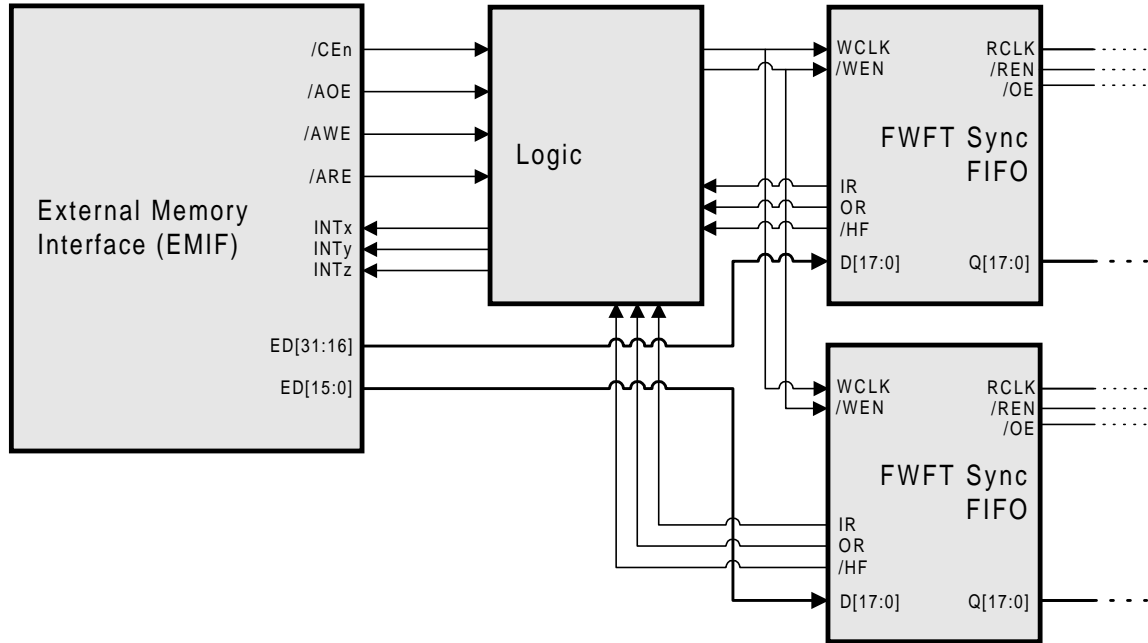 /CEn
/AOE
/AWE
/ARE
External Memory
Interface (EMIF)
INTx
INTy
INTz
ED[31:16]
ED[15:0]
Logic
WCLK
/WEN
RCLK
/REN
/OE
FWFT Sync
FIFO
IR
OR
/HF
D[17:0]
Q[17:0]
WCLK
/WEN
RCLK
/REN
/OE
FWFT Sync
FIFO
IR
OR
/HF
D[17:0]
Q[17:0]